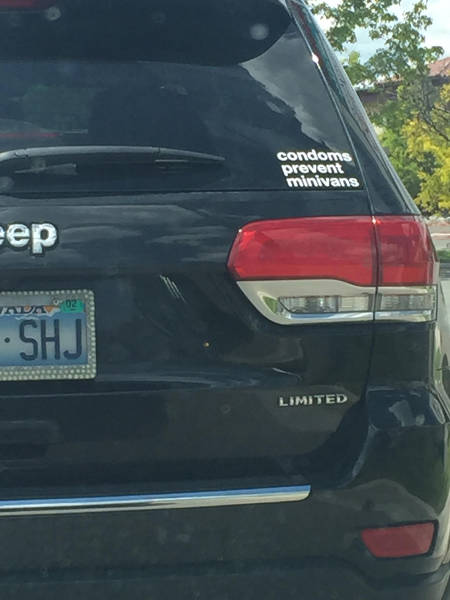 condoms
prevent
minivans
eep
VADA 02
· SHJ
LIMITED